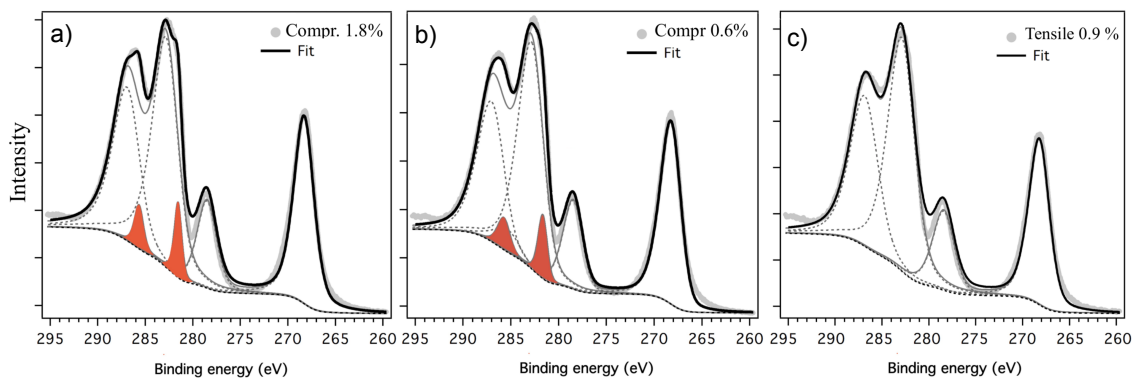 a)
Compr. 1.8%
Fit
b)
Compr 0.6%
Fit
c)
Tensile 0.9 %
Fit
Intensity
295 290 285 280 275 270 265 260
295 290 285 280 275 270 265 260
295 290 285 280 275 270 265 260
Binding energy (eV)
Binding energy (eV)
Binding energy (eV)